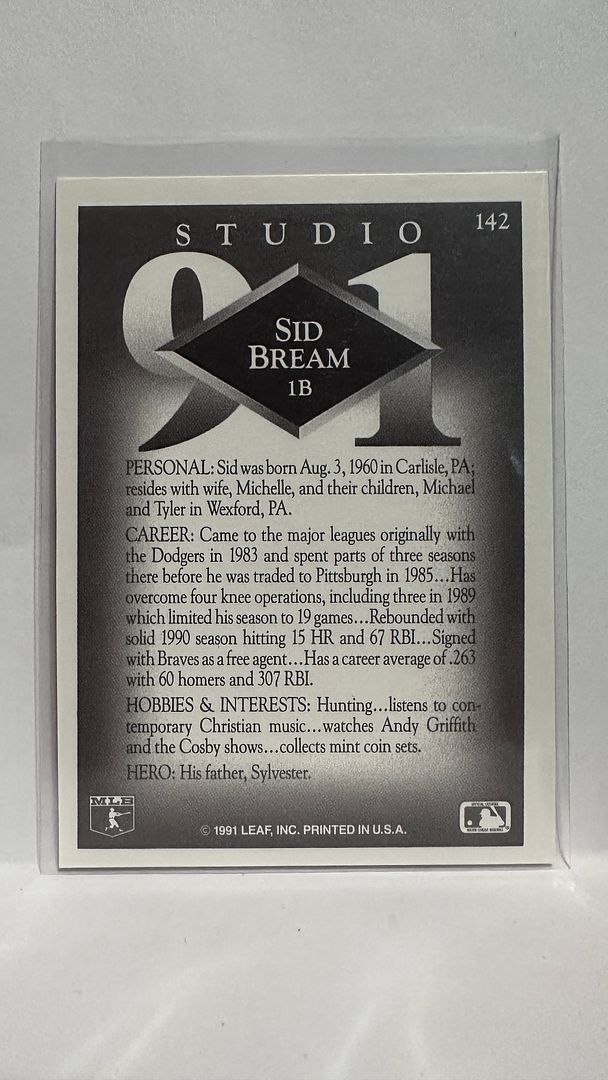 STUDIO
142
91
SID
BREAM
1B
PERSONAL: Sid was born Aug. 3, 1960 in Carlisle, PA;
resides with wife, Michelle, and their children, Michael
and Tyler in Wexford, PA.
CAREER: Came to the major leagues originally with
the Dodgers in 1983 and spent parts of three seasons
there before he was traded to Pittsburgh in 1985...Has
overcome four knee operations, including three in 1989
which limited his season to 19 games...Rebounded with
solid 1990 season hitting 15 HR and 67 RBI...Signed
with Braves as a free agent...Has a career average of .263
with 60 homers and 307 RBI.
HOBBIES & INTERESTS: Hunting...listens to con-
temporary Christian music...watches Andy Griffith
and the Cosby shows...collects mint coin sets.
HERO: His father, Sylvester.
© 1991 LEAF, INC. PRINTED IN U.S.A.